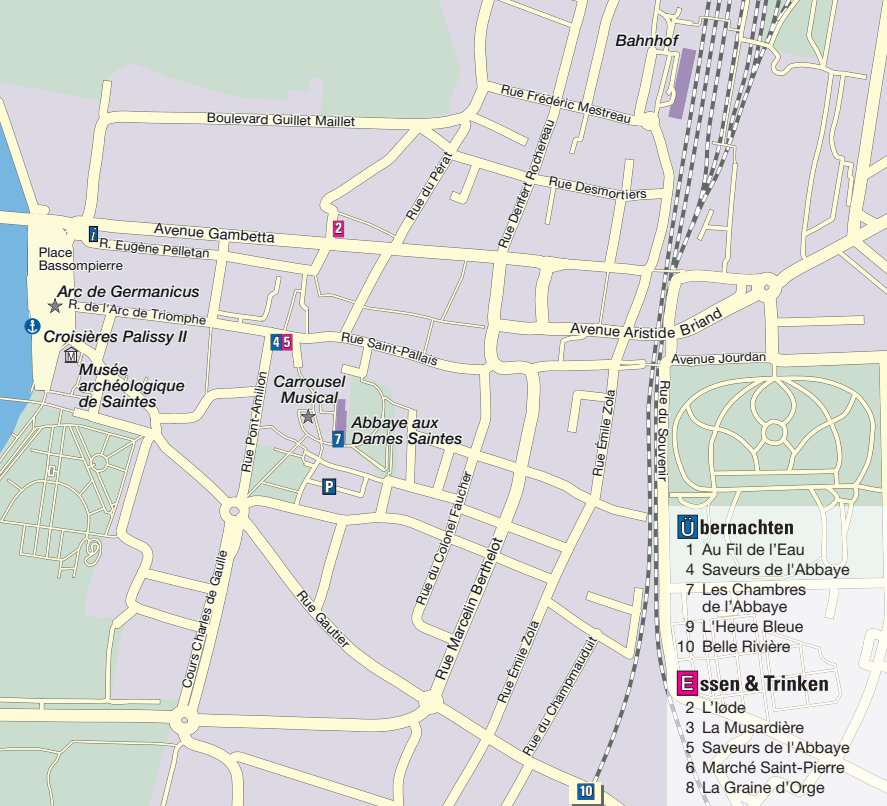 Bahnhof
Rue Frédéric Mestreau
Boulevard Guillet Maillet
Rue du Pérat
Rue Denfert Rochereau
Rue Desmortiers
2
i
Avenue Gambetta
R. Eugène Pelletan
Place
Bassompierre
Arc de Germanicus
R. de l'Arc de Triomphe
Avenue Aristide Briand
Croisières Palissy II
4 5
Rue Saint-Pallais
Avenue Jourdan
M
Musée
archéologique
de Saintes
Carrousel
Musical
Rue Pont-Amilion
Abbaye aux
Dames Saintes
7
Rue Émile Zola
Rue du Souvenir
P
Rue du Colonel Faucher
Rue Marcelin Berthelot
Cours Charles de Gaulle
Rue Gautier
Rue Émile Zola
Rue du Champmauduit
10
Übernachten
1 Au Fil de l'Eau
4 Saveurs de l'Abbaye
7 Les Chambres
de l'Abbaye
9 L'Heure Bleue
10 Belle Rivière
Essen & Trinken
2 L'løde
3 La Musardière
5 Saveurs de l'Abbaye
6 Marché Saint-Pierre
8 La Graine d'Orge